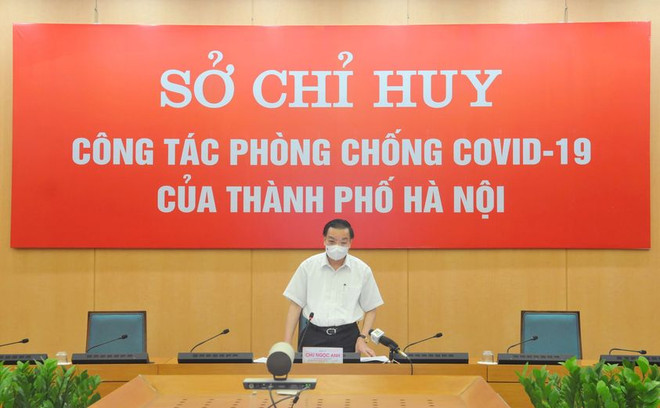 SỞ CHỈ HUY
CÔNG TÁC PHÒNG CHỐNG COVID-19
CỦA THÀNH PHỐ HÀ NỘI
CHU NGỌC ANH